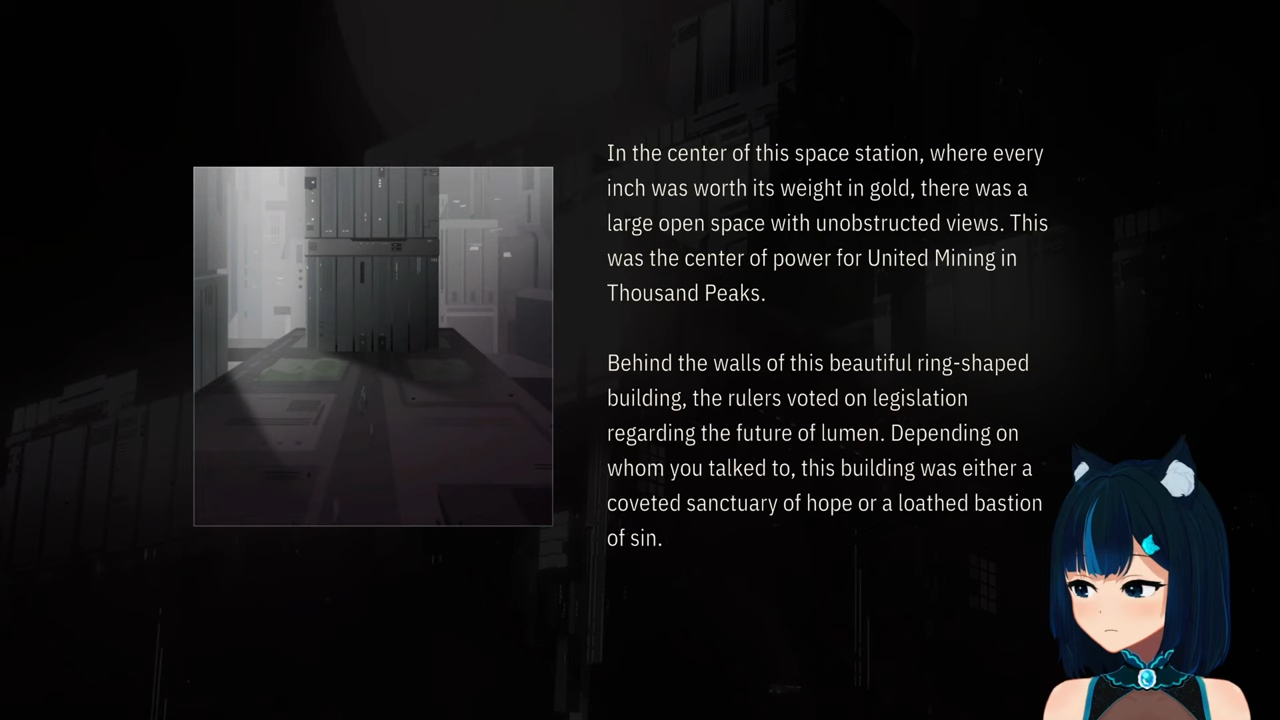 In the center of this space station, where every
inch was worth its weight in gold, there was a
large open space with unobstructed views. This
was the center of power for United Mining in
Thousand Peaks.
Behind the walls of this beautiful ring-shaped
building, the rulers voted on legislation
regarding the future of lumen. Depending on
whom you talked to, this building was either a
coveted sanctuary of hope or a loathed bastion
of sin.